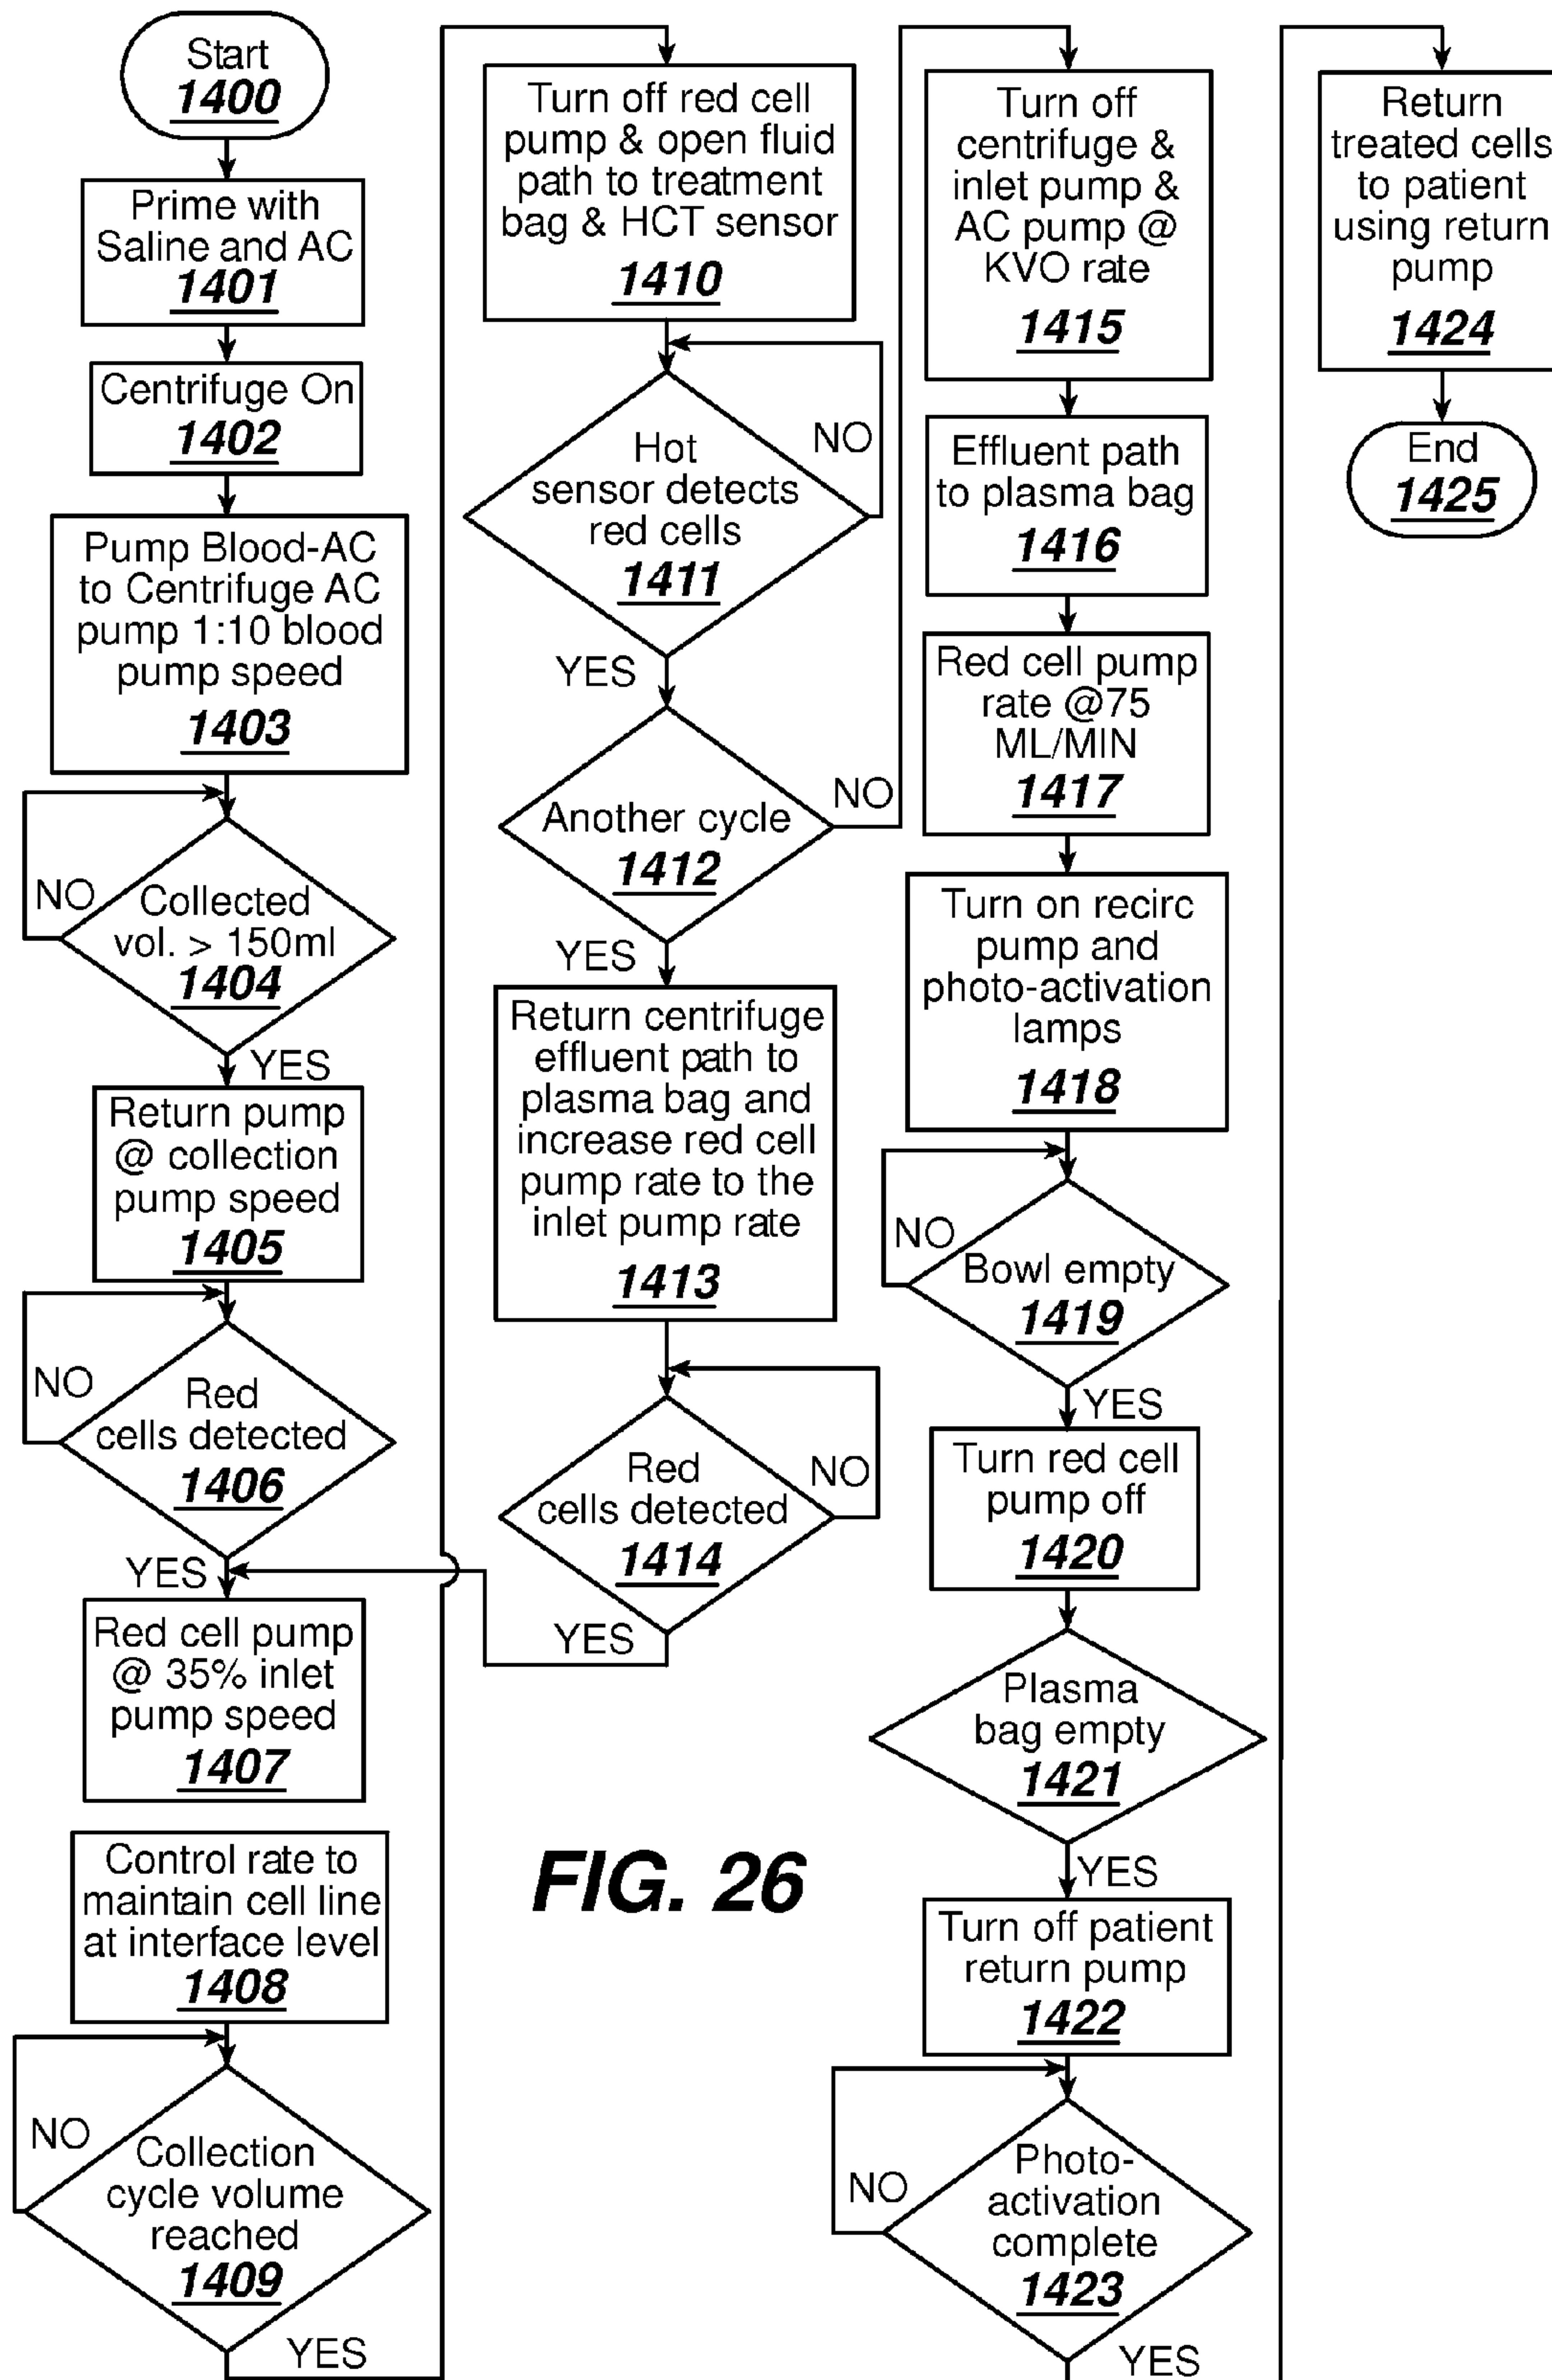 Start
1400
Prime with
Saline and AC
1401
Centrifuge On
1402
Pump Blood-AC
to Centrifuge AC
pump 1:10 blood
pump speed
1403
NO
Collected
vol. > 150ml
1404
YES
Return pump
@ collection
pump speed
1405
NO
Red
cells detected
1406
YES
Red cell pump
@ 35% inlet
pump speed
1407
Control rate to
maintain cell line
at interface level
1408
NO
Collection
cycle volume
reached
1409
YES
Turn off red cell
pump & open fluid
path to treatment
bag & HCT sensor
1410
NO
Hot
sensor detects
red cells
1411
YES
NO
Another cycle
1412
YES
Return centrifuge
effluent path to
plasma bag and
increase red cell
pump rate to the
inlet pump rate
1413
Red
NO
cells detected
1414
YES
FIG. 26
Turn off
centrifuge &
inlet pump &
AC pump @
KVO rate
1415
Effluent path
to plasma bag
1416
Red cell pump
rate @75
ML/MIN
1417
Turn on recirc
pump and
photo-activation
lamps
1418
NO
Bowl empty
1419
YES
Turn red cell
pump off
1420
Plasma
bag empty
1421
YES
Turn off patient
return pump
1422
NO
Photo-
activation
complete
1423
YES
Return
treated cells
to patient
using return
pump
1424
End
1425